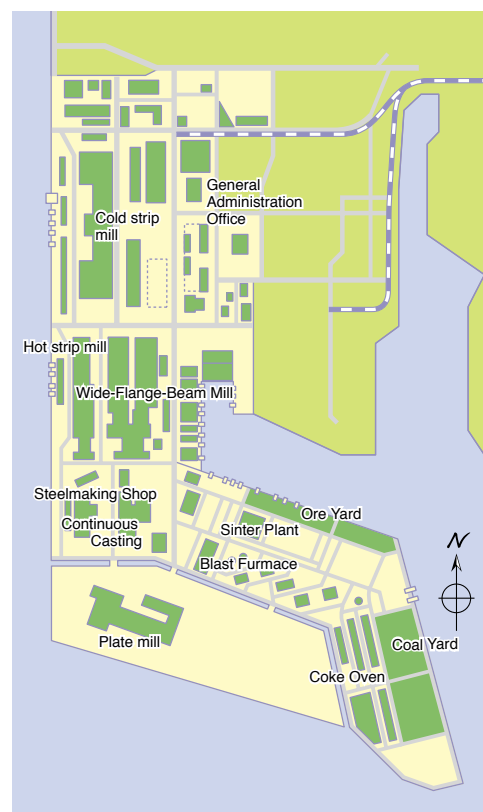 General
Administration
Office
Cold strip
mill
Hot strip mill
Wide-Flange-Beam Mill
Steelmaking Shop
Continuous
Casting
Ore Yard
Sinter Plant
Blast Furnace
N
Plate mill
Coal Yard
Coke Oven